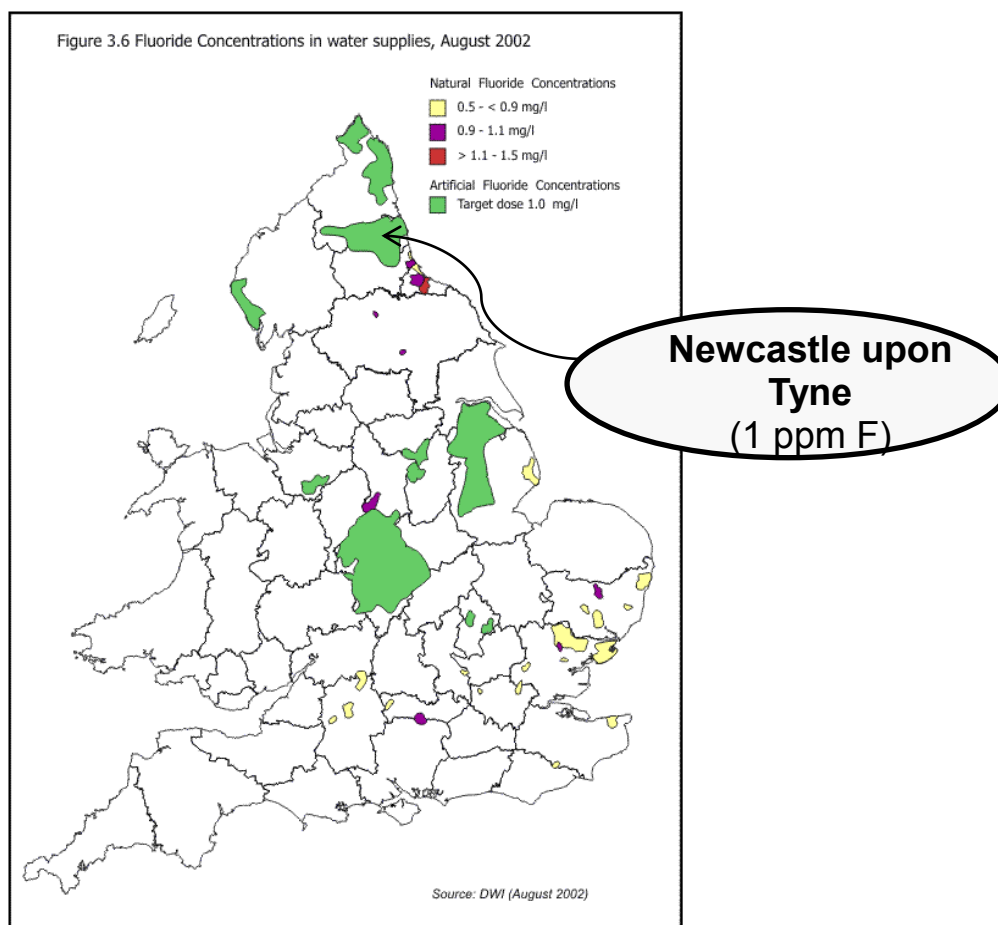 Figure 3.6 Fluoride Concentrations in water supplies, August 2002
Natural Fluoride Concentrations
0.5 - < 0.9 mg/l
0.9 - 1.1 mg/l
> 1.1 - 1.5 mg/l
Artificial Fluoride Concentrations
Target dose 1.0 mg/l
Newcastle upon
Tyne
(1 ppm F)
Source: DWI (August 2002)